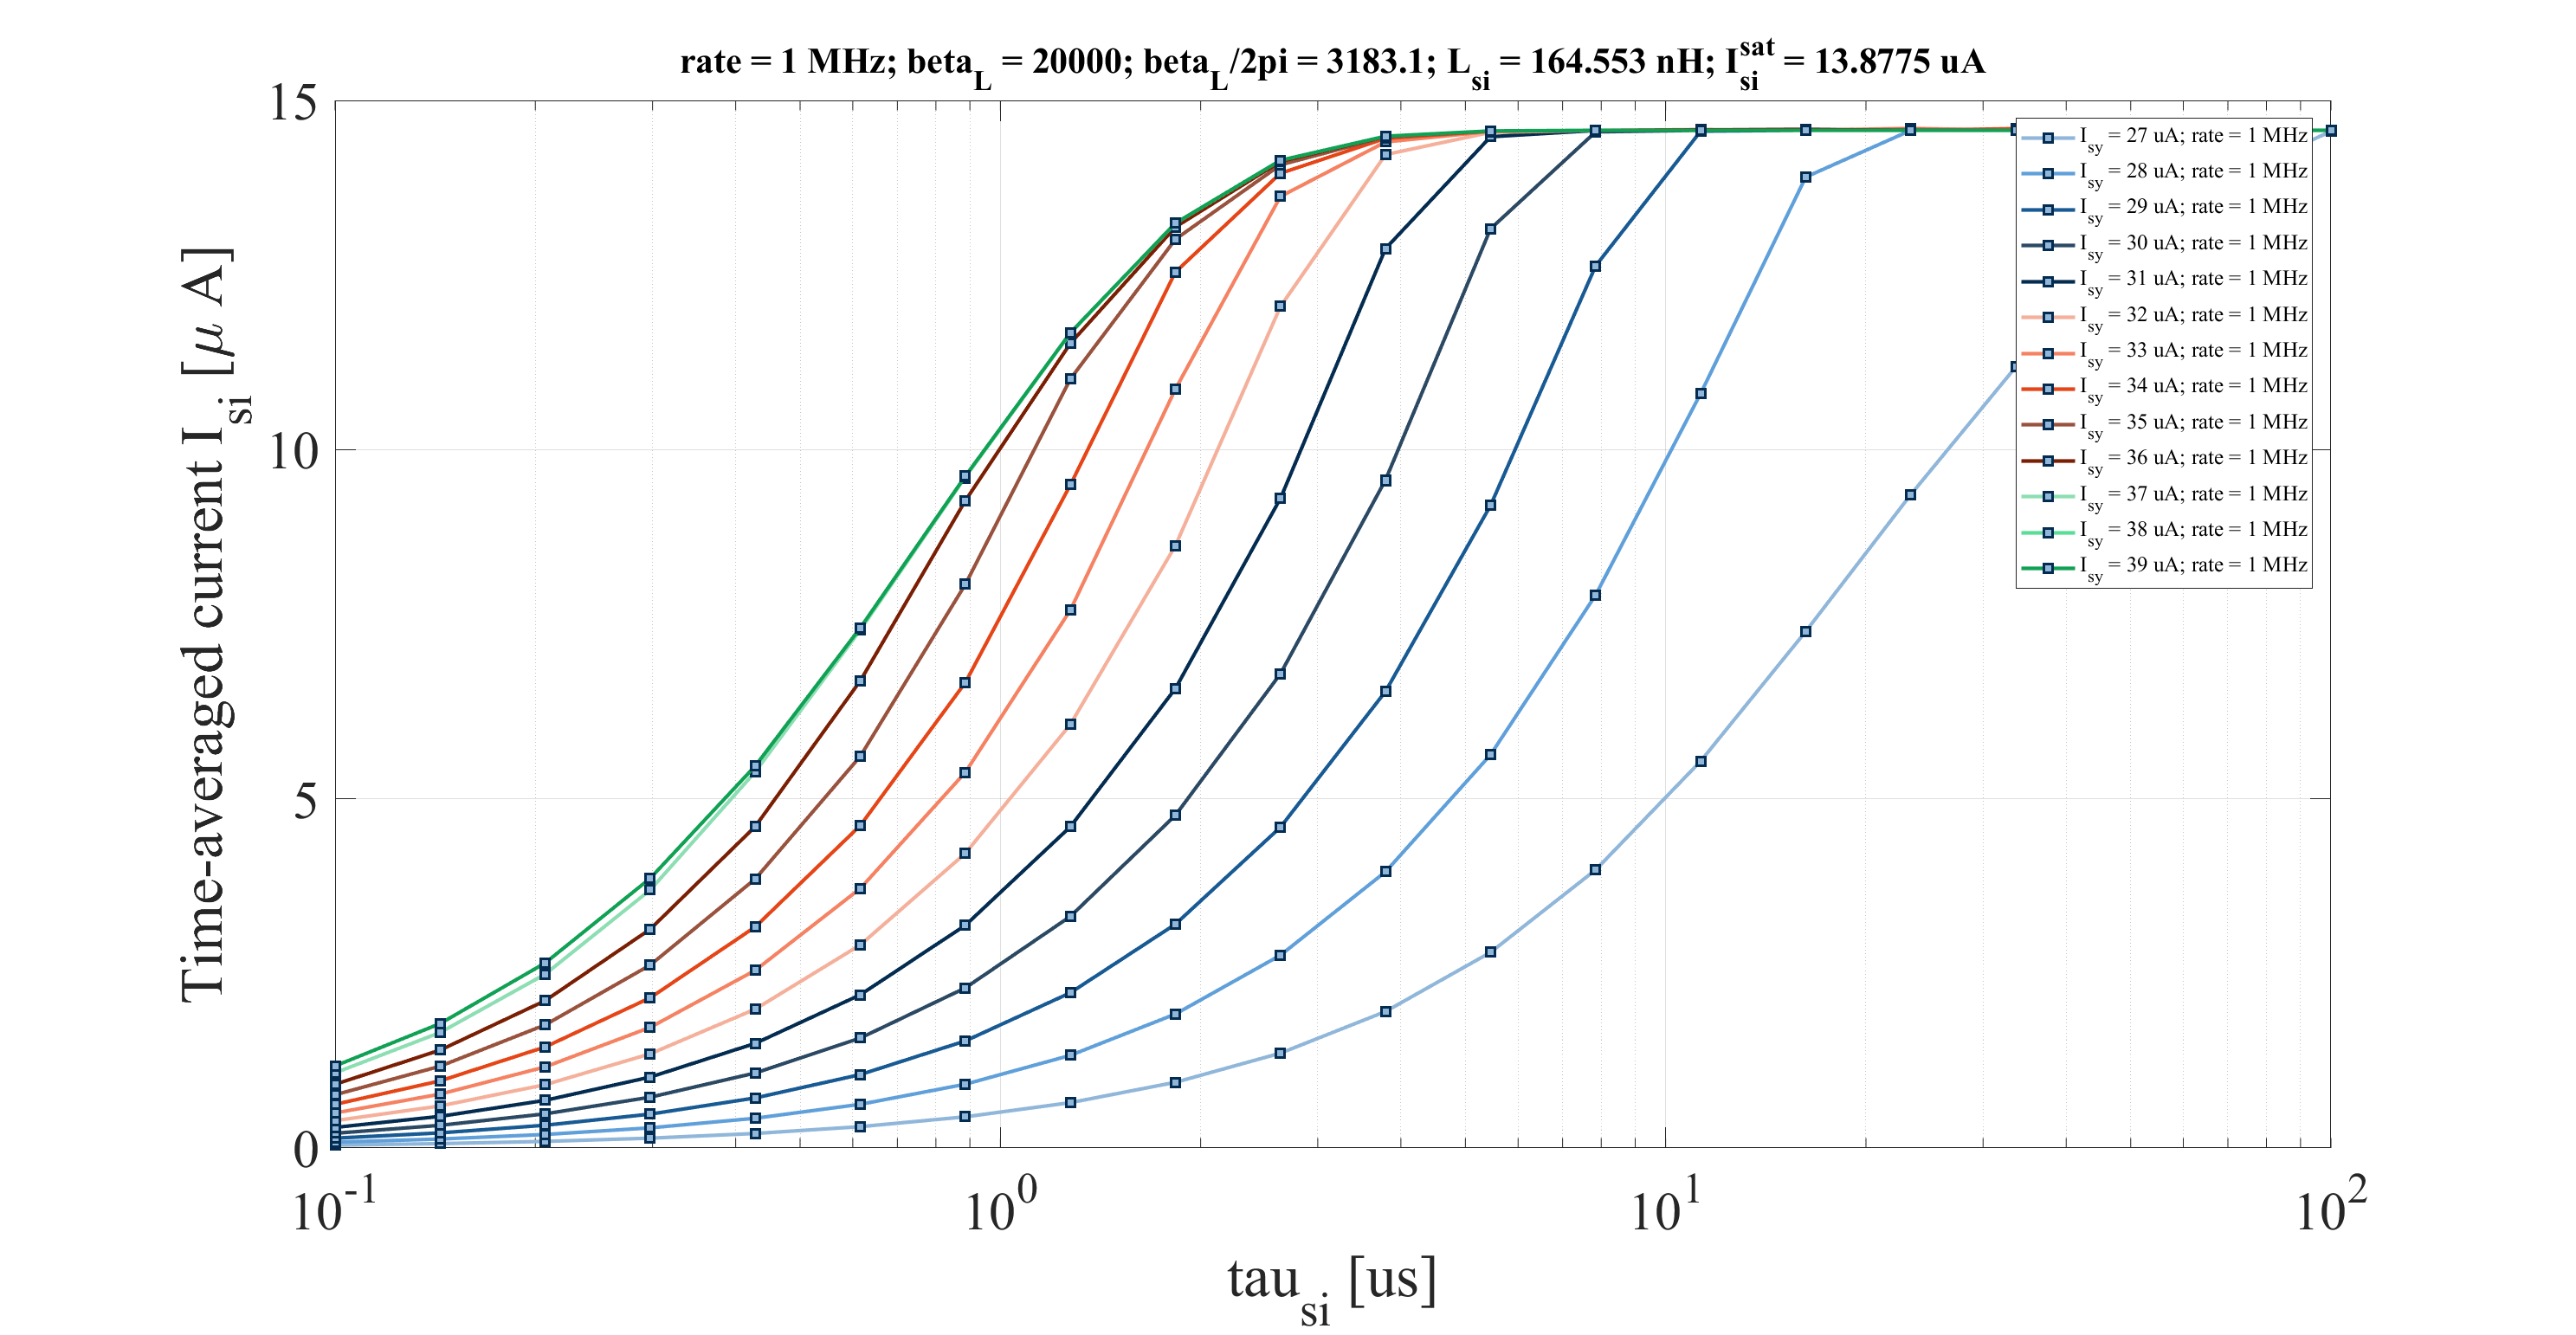 rate = 1 MHz; beta_L = 20000; beta_L/2pi = 3183.1; L_si = 164.553 nH; I_si^sat = 13.8775 uA
15
10
5
0
Time-averaged current I_si [μ A]
I_sy = 27 uA; rate = 1 MHz
I_sy = 28 uA; rate = 1 MHz
I_sy = 29 uA; rate = 1 MHz
I_sy = 30 uA; rate = 1 MHz
I_sy = 31 uA; rate = 1 MHz
I_sy = 32 uA; rate = 1 MHz
I_sy = 33 uA; rate = 1 MHz
I_sy = 34 uA; rate = 1 MHz
I_sy = 35 uA; rate = 1 MHz
I_sy = 36 uA; rate = 1 MHz
I_sy = 37 uA; rate = 1 MHz
I_sy = 38 uA; rate = 1 MHz
I_sy = 39 uA; rate = 1 MHz
10^-1 10^0 10^1 10^2
tau_si [us]